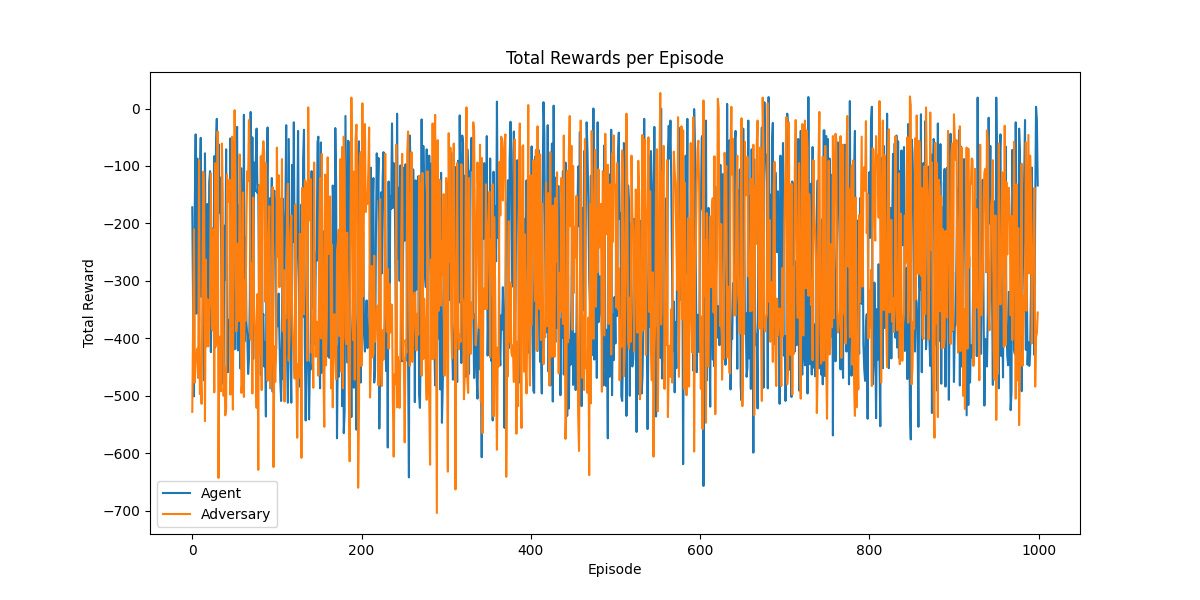 Total Rewards per Episode
Total Reward
0
−100
−200
−300
−400
−500
−600
−700
Agent
Adversary
0
200
400
600
800
1000
Episode